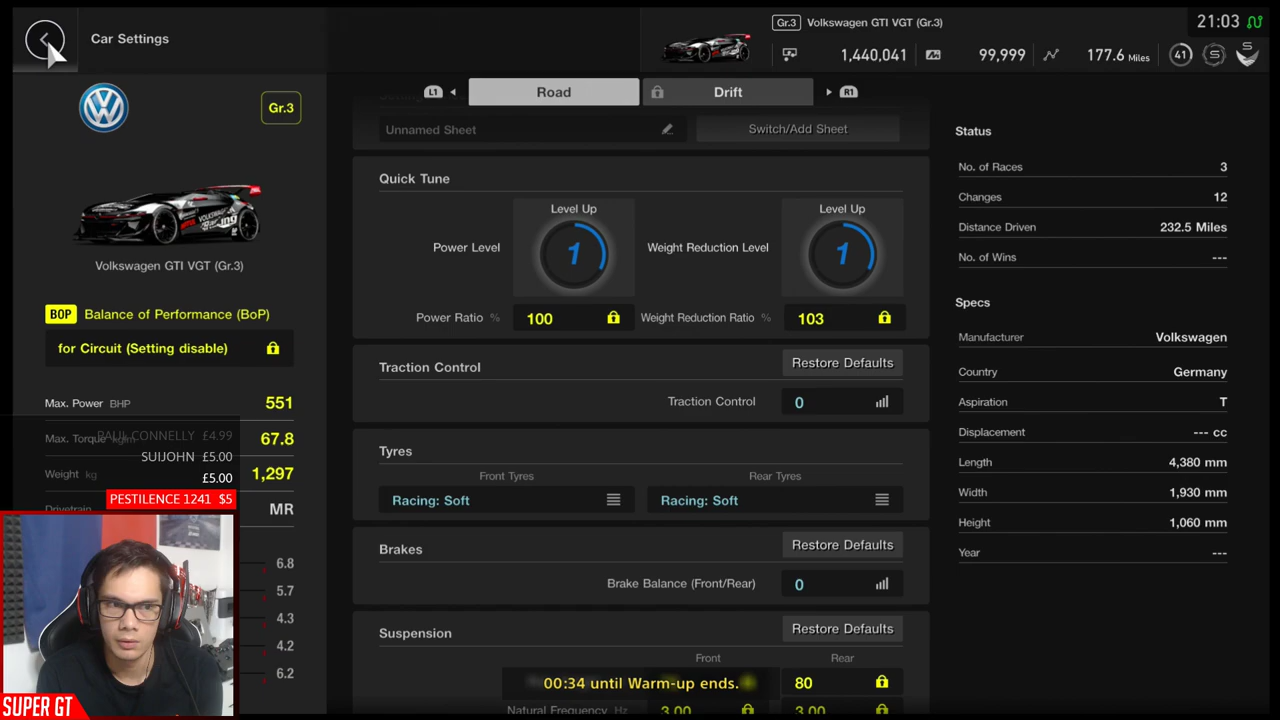 Car Settings
Gr.3 Volkswagen GTI VGT (Gr.3)
21:03
1,440,041
99,999
177.6 Miles
41
Gr.3
Volkswagen GTI VGT (Gr.3)
BOP Balance of Performance (BoP)
for Circuit (Setting disable)
Max. Power BHP 551
Max. Torque 67.8
Weight kg 1,297
Drivetrain MR
6.8
5.7
4.3
4.2
6.2
PAUL CONNELLY £4.99
SUIJOHN £5.00
£5.00
PESTILENCE 1241 $5
SUPER GT
L1 Road Drift R1
Unnamed Sheet Switch/Add Sheet
Quick Tune
Level Up Level Up
Power Level 1 Weight Reduction Level 1
Power Ratio % 100 Weight Reduction Ratio % 103
Traction Control Restore Defaults
Traction Control 0
Tyres
Front Tyres Rear Tyres
Racing: Soft Racing: Soft
Brakes Restore Defaults
Brake Balance (Front/Rear) 0
Suspension Restore Defaults
Front Rear
00:34 until Warm-up ends. 80
Natural Frequency Hz 3.00 3.00
Status
No. of Races 3
Changes 12
Distance Driven 232.5 Miles
No. of Wins ---
Specs
Manufacturer Volkswagen
Country Germany
Aspiration T
Displacement --- cc
Length 4,380 mm
Width 1,930 mm
Height 1,060 mm
Year ---